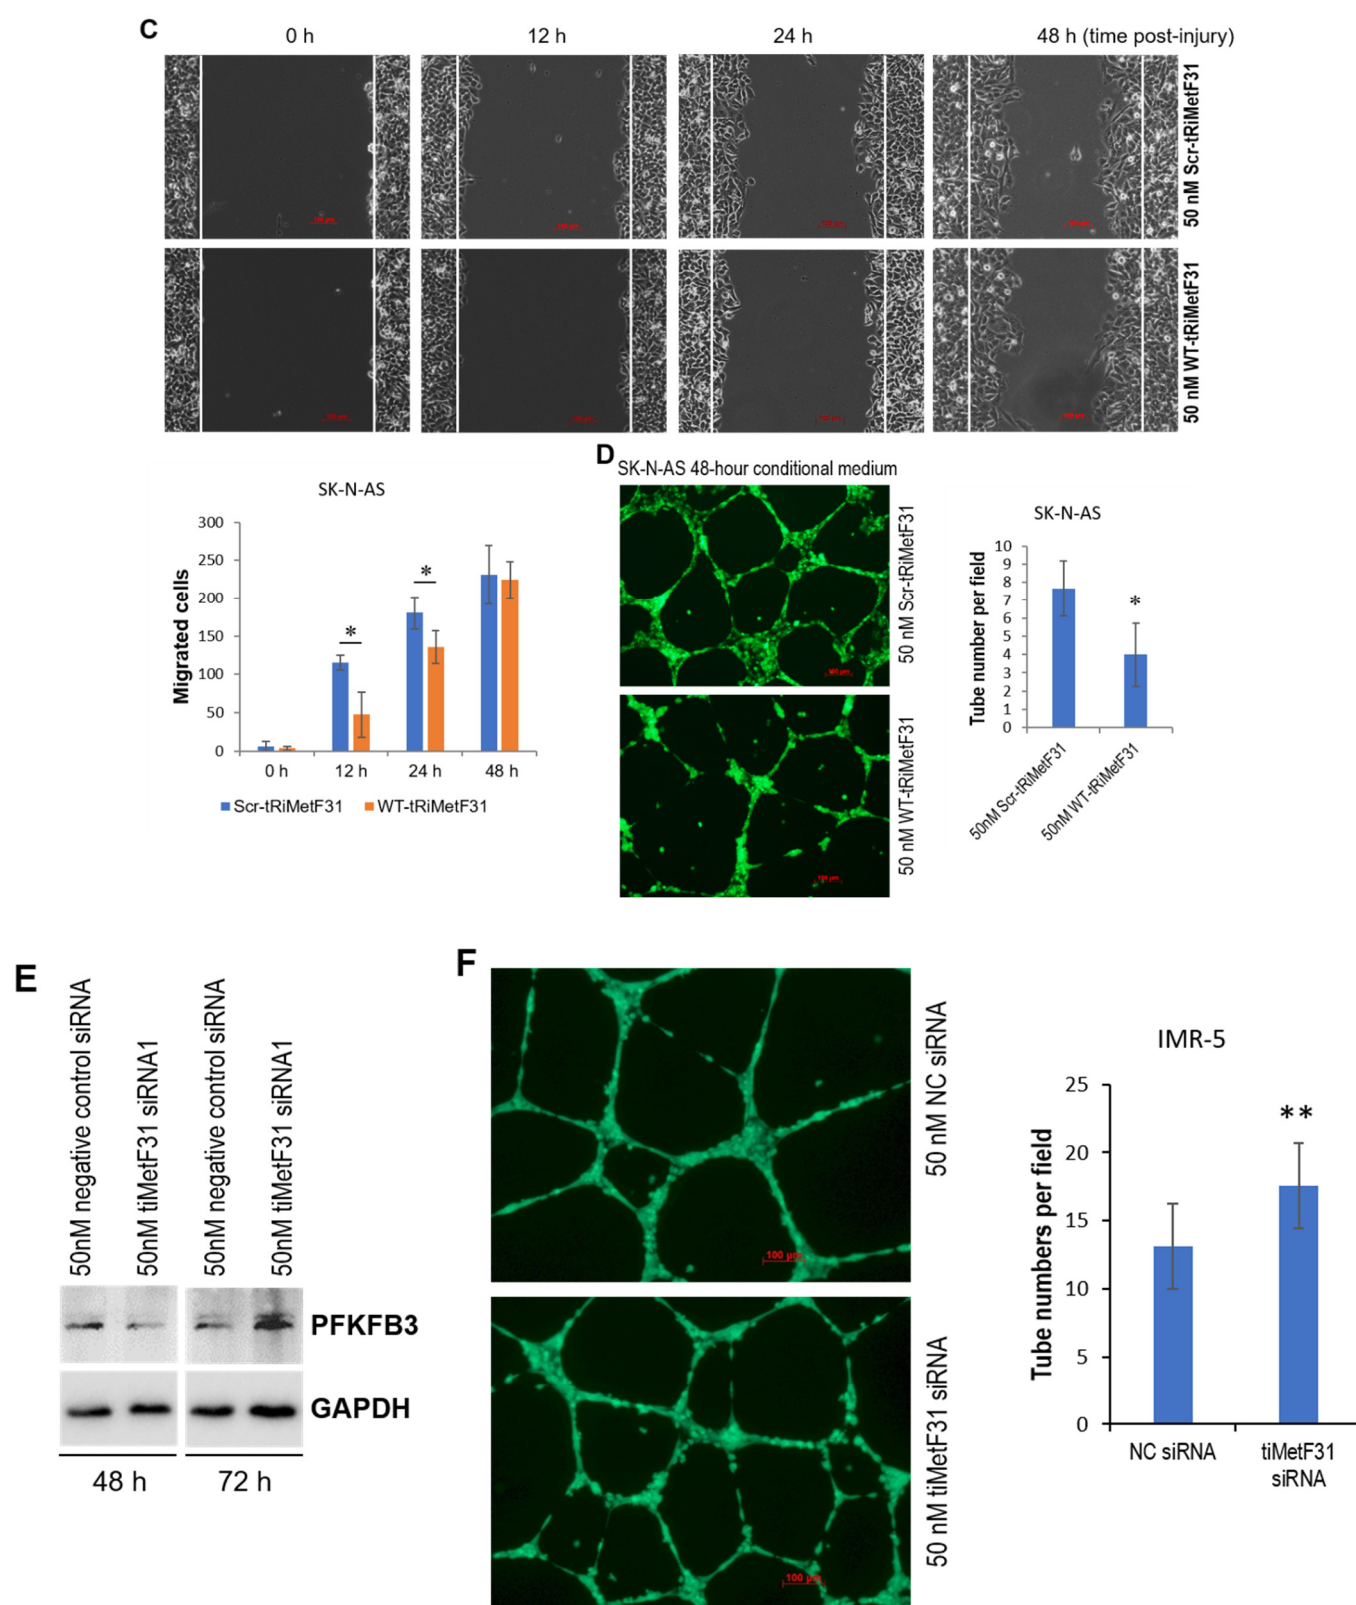 C
0 h
12 h
24 h
48 h (time post-injury)
50 nM Scr-tRiMetF31
50 nM WT-tRiMetF31
SK-N-AS
Migrated cells
300
250
200
150
100
50
0
*
*
0 h
12 h
24 h
48 h
Scr-tRiMetF31
WT-tRiMetF31
D
SK-N-AS 48-hour conditional medium
50 nM Scr-tRiMetF31
50 nM WT-tRiMetF31
SK-N-AS
Tube number per field
10
9
8
7
6
5
4
3
2
1
0
*
50nM Scr-tRiMetF31
50nM WT-tRiMetF31
E
50nM negative control siRNA
50nM tiMetF31 siRNA1
50nM negative control siRNA
50nM tiMetF31 siRNA1
PFKFB3
GAPDH
48 h
72 h
F
100 µm
50 nM NC siRNA
100 µm
50 nM tiMetF31 siRNA
IMR-5
Tube numbers per field
25
20
15
10
5
0
**
NC siRNA
tiMetF31
siRNA